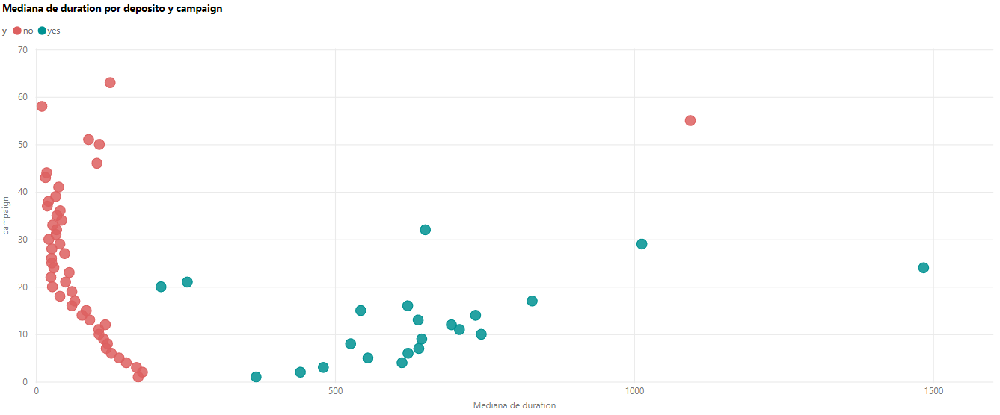 Mediana de duration por deposito y campaign
y no yes
70
60
50
40
30
20
10
0
campaign
0 500 1000 1500
Mediana de duration